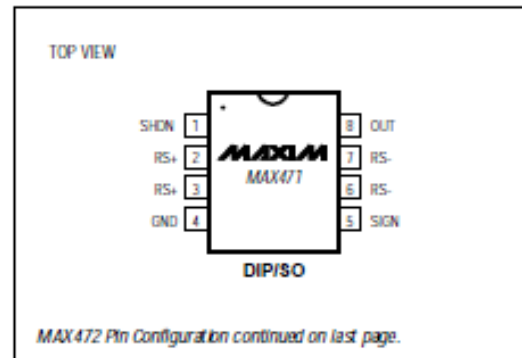 TOP VIEW
SHDN 1
RS+ 2
RS+ 3
GND 4
MAXIM
MAX471
8 OUT
7 RS-
6 RS-
5 SIGN
DIP/SO
MAX472 Pin Configuration continued on last page.